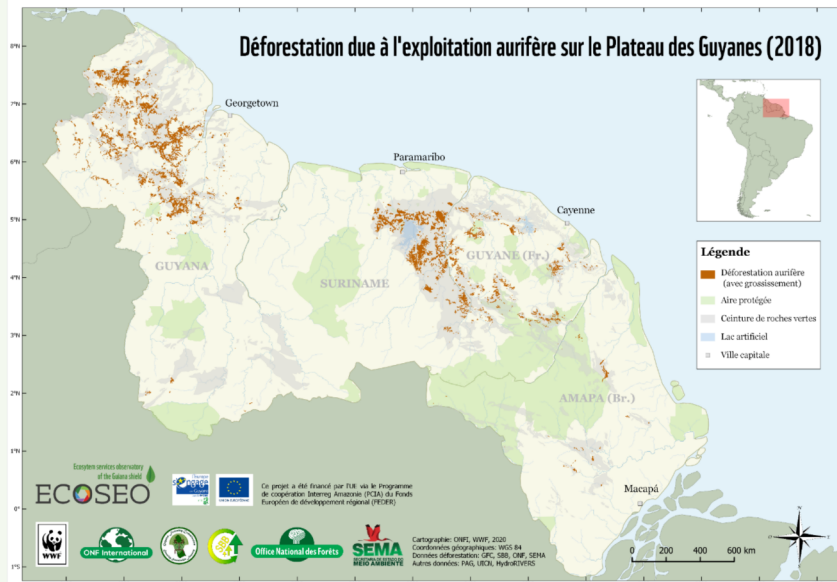 Déforestation due à l'exploitation aurifère sur le Plateau des Guyanes (2018)
8°N
7°N
6°N
5°N
4°N
3°N
2°N
1°N
0°
1°S
Georgetown
Paramaribo
Cayenne
GUYANA
SURINAME
GUYANE (Fr.)
AMAPA (Br.)
Macapá
Légende
Déforestation aurifère
(avec grossissement)
Aire protégée
Ceinture de roches vertes
Lac artificiel
Ville capitale
Ecosytem services observatory
of the Guiana shield
ECOSEO
Ce projet a été financé par l'UE via le Programme
de coopération Interreg Amazonie (PCIA) du Fonds
Européen de développement régional (FEDER)
WWF
ONF International
Office National des Forêts
SEMA
MEIO AMBIENTE
Cartographie: ONFI, WWF, 2020
Coordonnées géographiques: WGS 84
Données déforestation: GFC, SBB, ONF, SEMA
Autres données: PAG, UICN, HydroRIVERS
0 200 400 600 km
N
O E
S